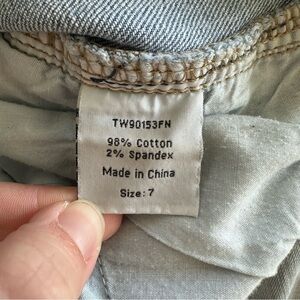 TW90153FN
98% Cotton
2% Spandex
Made in China
Size: 7